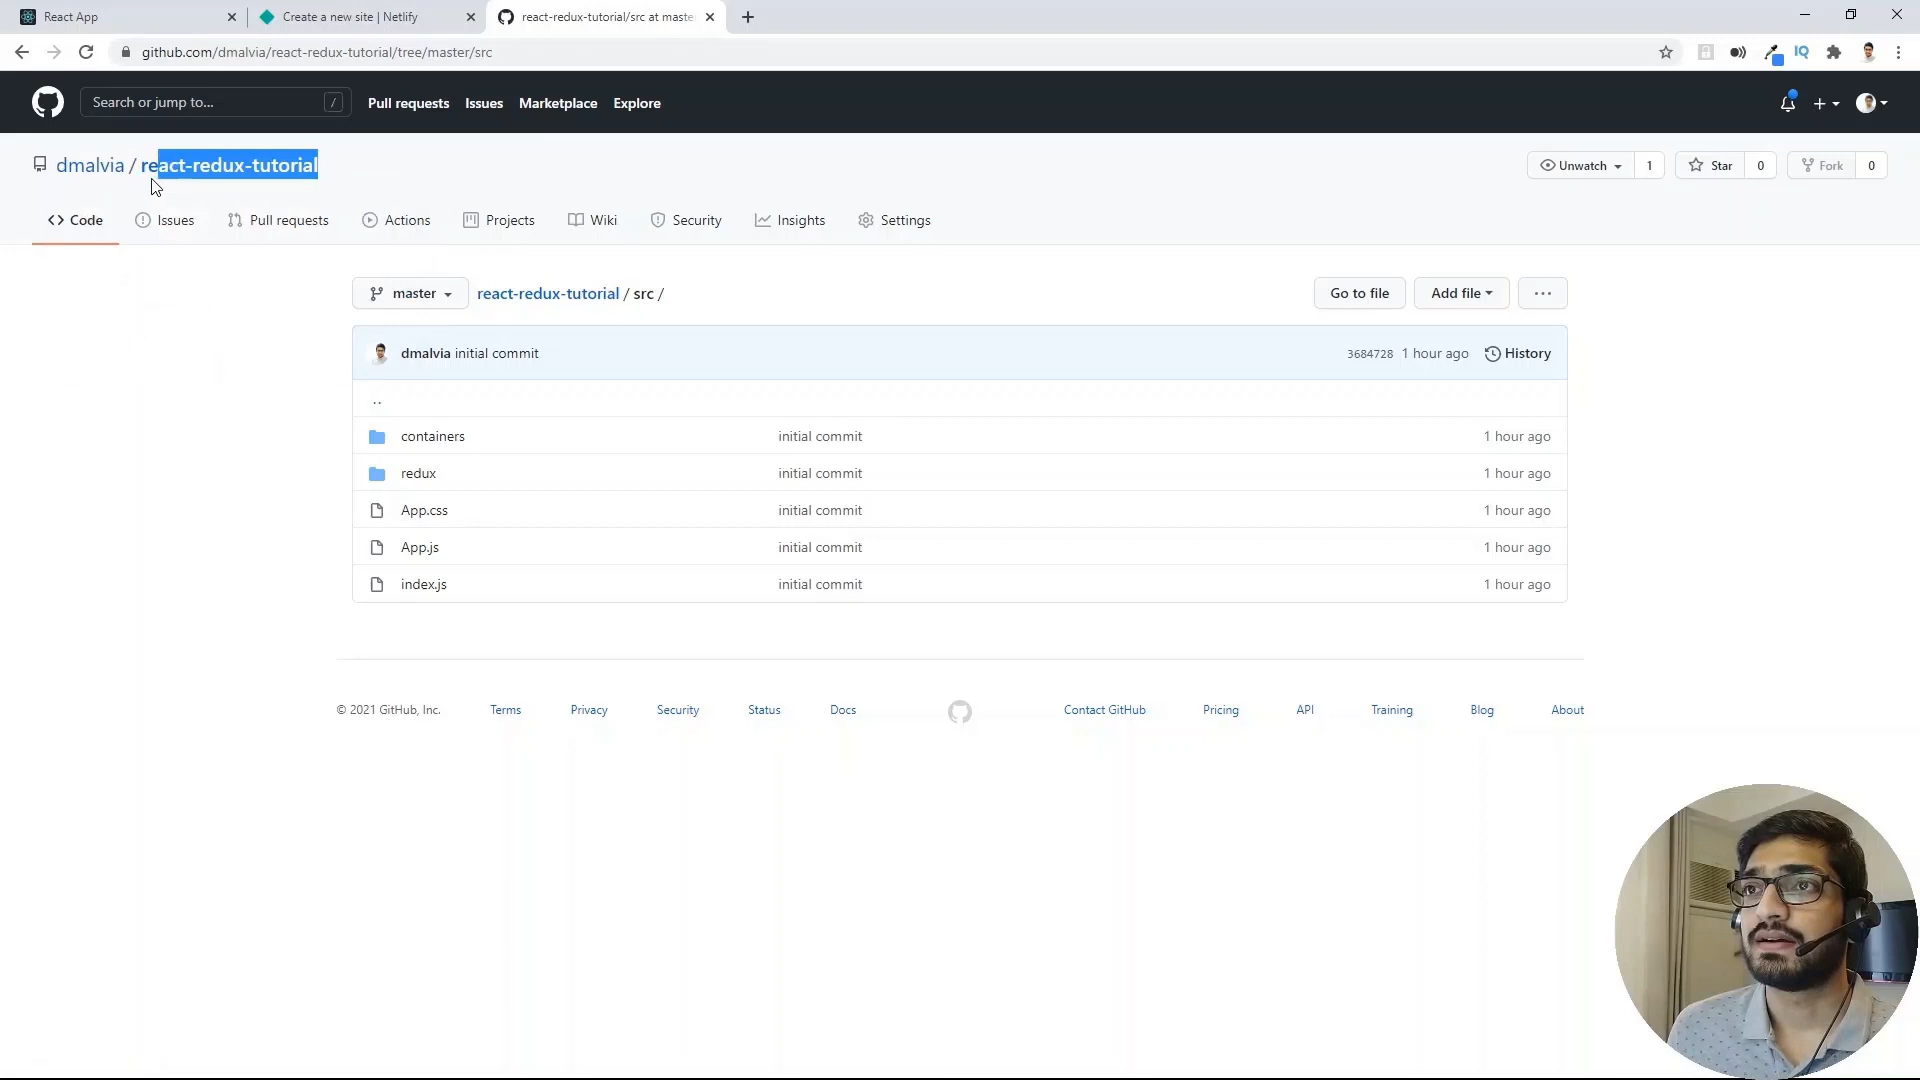 React App
Create a new site | Netlify
react-redux-tutorial/src at maste
github.com/dmalvia/react-redux-tutorial/tree/master/src
IQ
Search or jump to... /
Pull requests Issues Marketplace Explore
dmalvia / react-redux-tutorial
Unwatch 1 Star 0 Fork 0
<> Code Issues Pull requests Actions Projects Wiki Security Insights Settings
master react-redux-tutorial / src / Go to file Add file ...
dmalvia initial commit 3684728 1 hour ago History
..
containers initial commit 1 hour ago
redux initial commit 1 hour ago
App.css initial commit 1 hour ago
App.js initial commit 1 hour ago
index.js initial commit 1 hour ago
© 2021 GitHub, Inc. Terms Privacy Security Status Docs Contact GitHub Pricing API Training Blog About